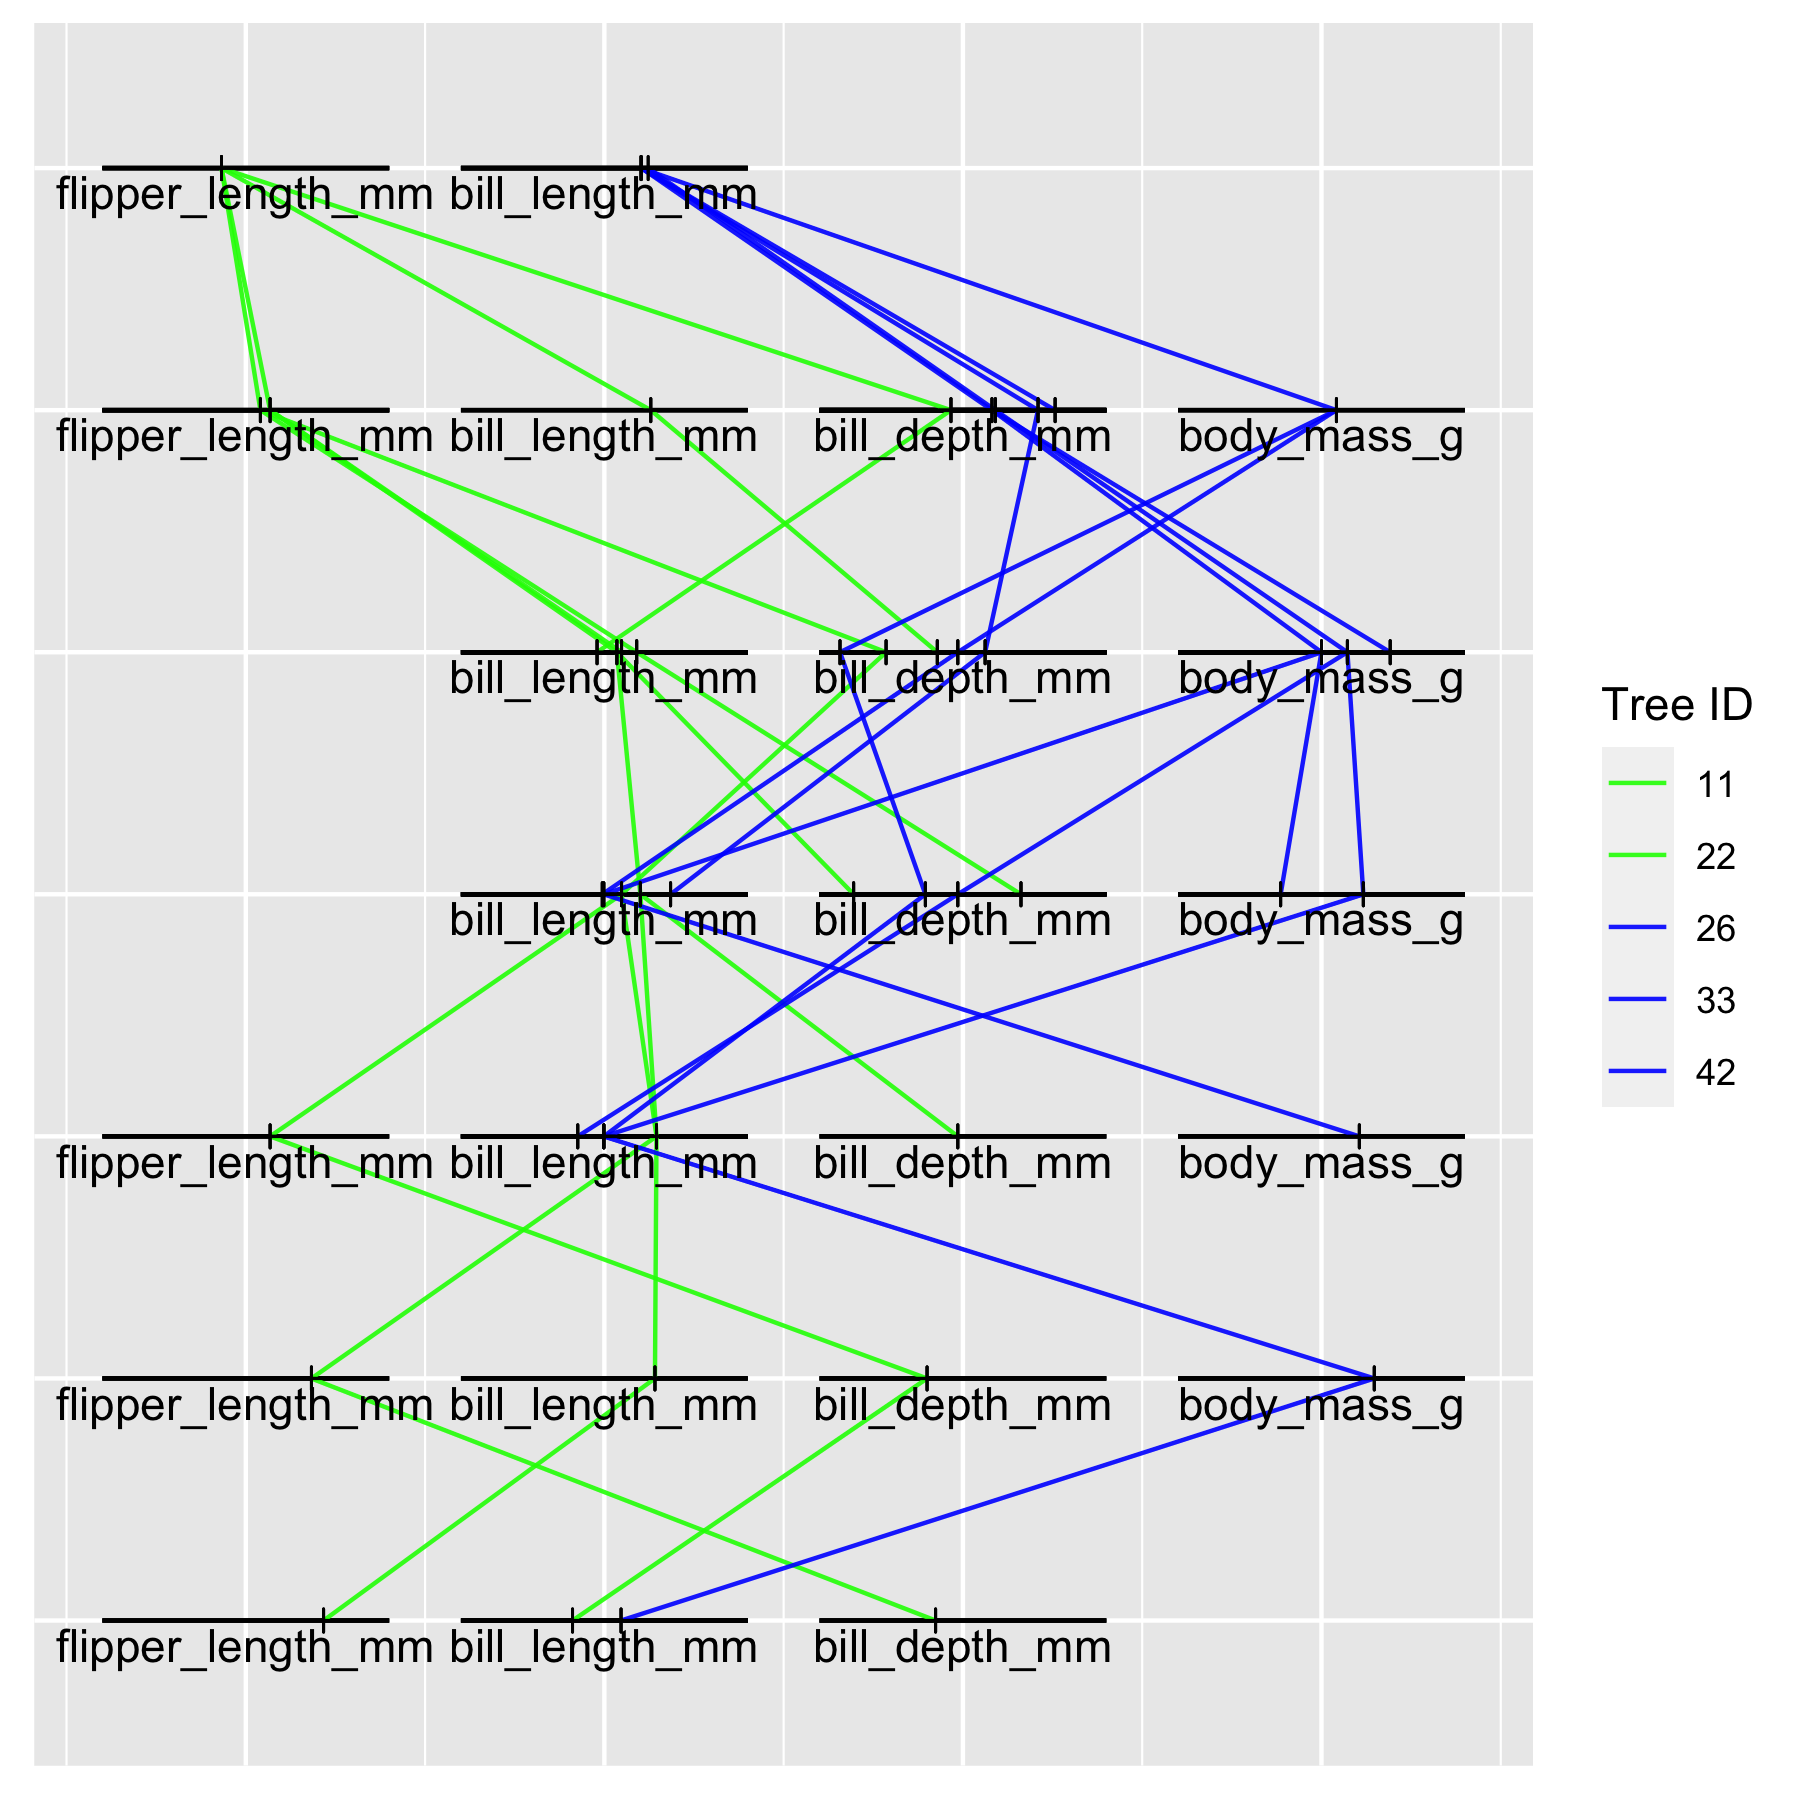 flipper_length_mm bill_length_mm
flipper_length_mm bill_length_mm bill_depth_mm body_mass_g
bill_length_mm bill_depth_mm body_mass_g
bill_length_mm bill_depth_mm body_mass_g
flipper_length_mm bill_length_mm bill_depth_mm body_mass_g
flipper_length_mm bill_length_mm bill_depth_mm body_mass_g
flipper_length_mm bill_length_mm bill_depth_mm
Tree ID
11
22
26
33
42